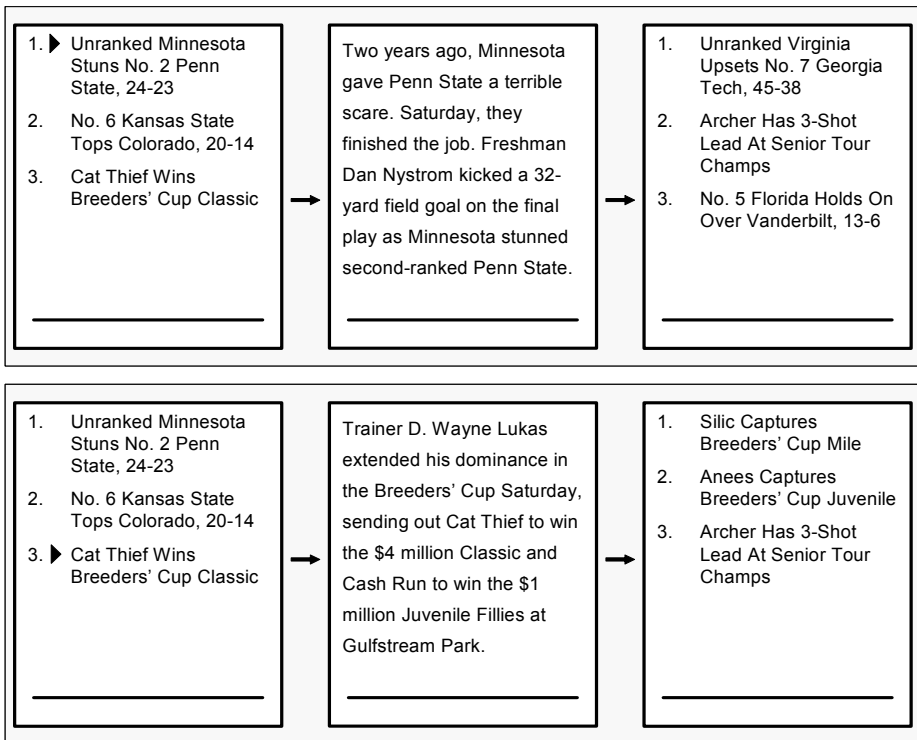 1. Unranked Minnesota
Stuns No. 2 Penn
State, 24-23
2. No. 6 Kansas State
Tops Colorado, 20-14
3. Cat Thief Wins
Breeders’ Cup Classic
Two years ago, Minnesota
gave Penn State a terrible
scare. Saturday, they
finished the job. Freshman
Dan Nystrom kicked a 32-
yard field goal on the final
play as Minnesota stunned
second-ranked Penn State.
1. Unranked Virginia
Upsets No. 7 Georgia
Tech, 45-38
2. Archer Has 3-Shot
Lead At Senior Tour
Champs
3. No. 5 Florida Holds On
Over Vanderbilt, 13-6
1. Unranked Minnesota
Stuns No. 2 Penn
State, 24-23
2. No. 6 Kansas State
Tops Colorado, 20-14
3. Cat Thief Wins
Breeders’ Cup Classic
Trainer D. Wayne Lukas
extended his dominance in
the Breeders’ Cup Saturday,
sending out Cat Thief to win
the $4 million Classic and
Cash Run to win the $1
million Juvenile Fillies at
Gulfstream Park.
1. Silic Captures
Breeders’ Cup Mile
2. Anees Captures
Breeders’ Cup Juvenile
3. Archer Has 3-Shot
Lead At Senior Tour
Champs